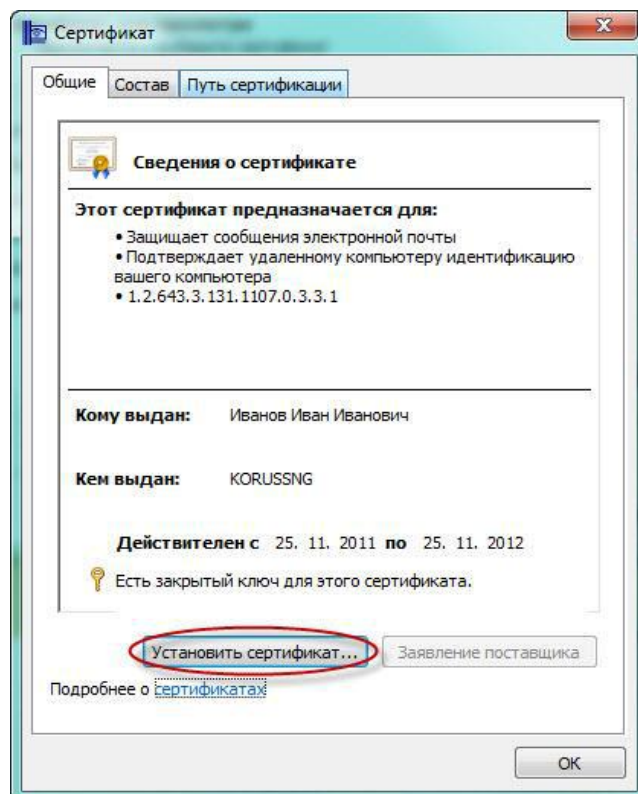 Сертификат
Общие Состав Путь сертификации
Сведения о сертификате
Этот сертификат предназначается для:
• Защищает сообщения электронной почты
• Подтверждает удаленному компьютеру идентификацию
вашего компьютера
• 1.2.643.3.131.1107.0.3.3.1
Кому выдан: Иванов Иван Иванович
Кем выдан: KORUSSNG
Действителен с 25. 11. 2011 по 25. 11. 2012
Есть закрытый ключ для этого сертификата.
Установить сертификат... Заявление поставщика
Подробнее о сертификатах
ОК